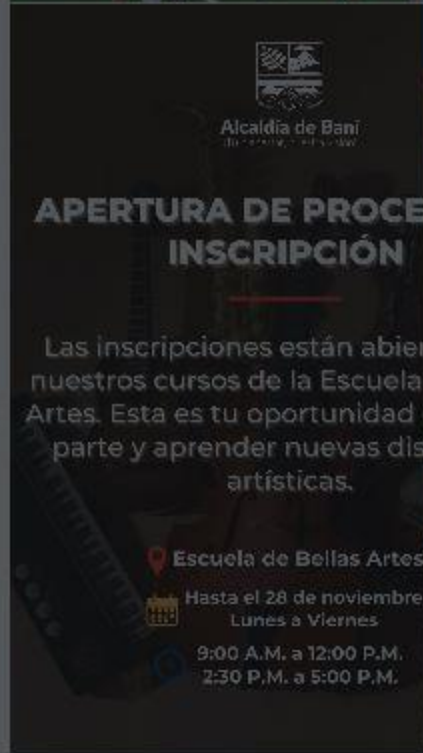 Alcaldía de Baní
APERTURA DE PROCE
INSCRIPCIÓN
Las inscripciones están abier
nuestros cursos de la Escuela
Artes. Esta es tu oportunidad
parte y aprender nuevas dis
artísticas.
Escuela de Bellas Artes
Hasta el 28 de noviembre
Lunes a Viernes
9:00 A.M. a 12:00 P.M.
2:30 P.M. a 5:00 P.M.